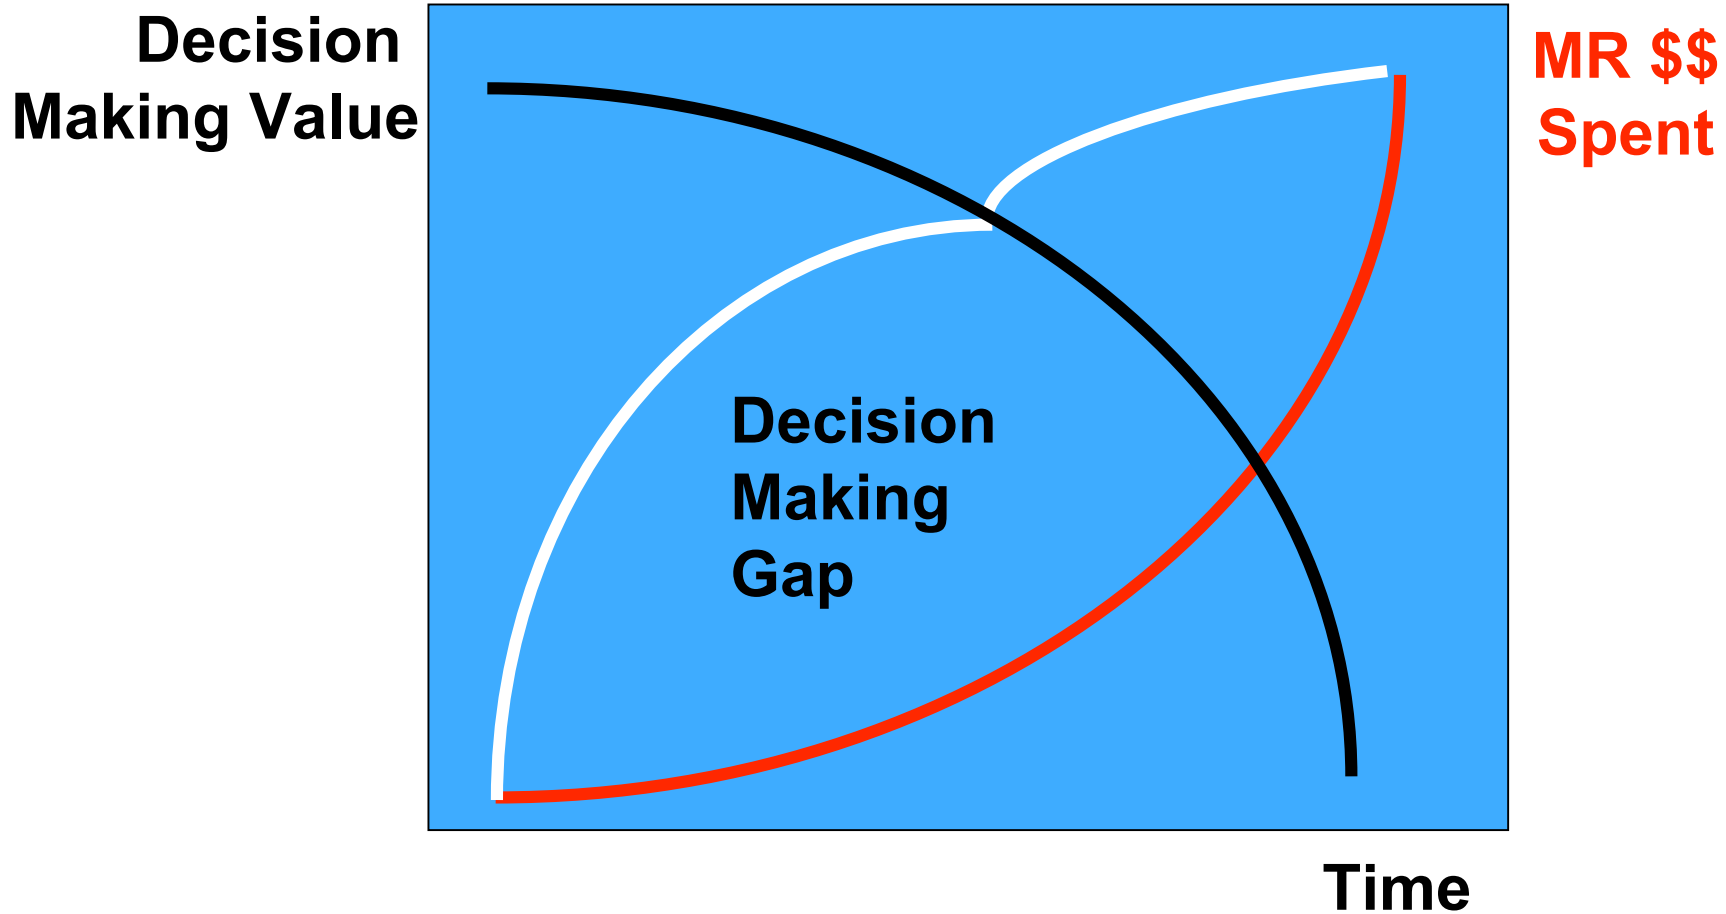 Decision
Making Value
MR $$
Spent
Decision
Making
Gap
Time